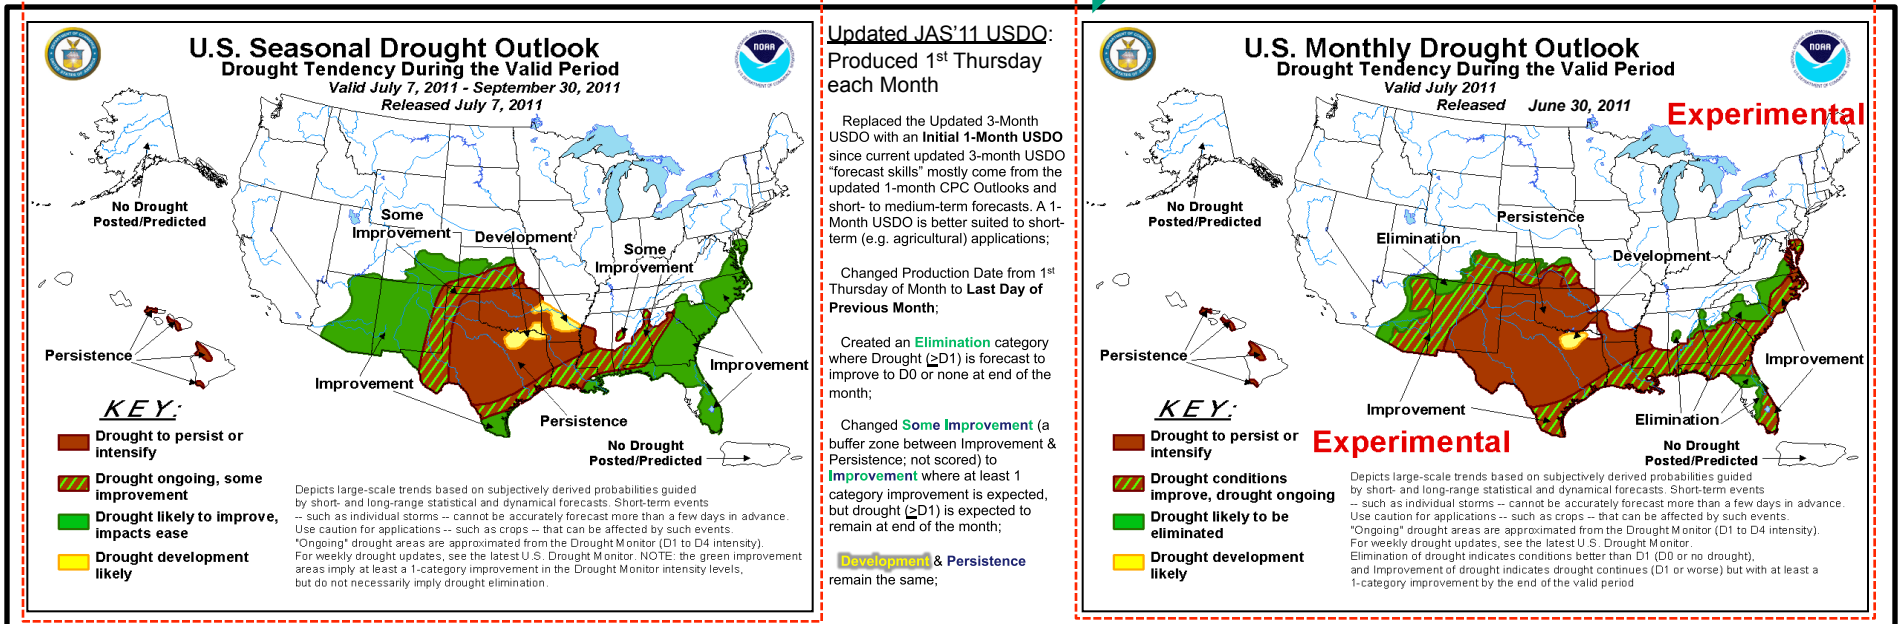 U.S. Seasonal Drought Outlook
Drought Tendency During the Valid Period
Valid July 7, 2011 - September 30, 2011
Released July 7, 2011
NOAA
No Drought
Posted/Predicted
Some
Improvement
Development
Some
Improvement
Persistence
Improvement
Improvement
Persistence
No Drought
Posted/Predicted
KEY:
Drought to persist or
intensify
Drought ongoing, some
improvement
Drought likely to improve,
impacts ease
Drought development
likely
Depicts large-scale trends based on subjectively derived probabilities guided
by short- and long-range statistical and dynamical forecasts. Short-term events
-- such as individual storms -- cannot be accurately forecast more than a few days in advance.
Use caution for applications -- such as crops -- that can be affected by such events.
"Ongoing" drought areas are approximated from the Drought Monitor (D1 to D4 intensity).
For weekly drought updates, see the latest U.S. Drought Monitor. NOTE: the green improvement
areas imply at least a 1-category improvement in the Drought Monitor intensity levels,
but do not necessarily imply drought elimination.
Updated JAS'11 USDO:
Produced 1st Thursday
each Month
Replaced the Updated 3-Month
USDO with an Initial 1-Month USDO
since current updated 3-month USDO
“forecast skills” mostly come from the
updated 1-month CPC Outlooks and
short- to medium-term forecasts. A 1-
Month USDO is better suited to short-
term (e.g. agricultural) applications;
Changed Production Date from 1st
Thursday of Month to Last Day of
Previous Month;
Created an Elimination category
where Drought (>D1) is forecast to
improve to D0 or none at end of the
month;
Changed Some Improvement (a
buffer zone between Improvement &
Persistence; not scored) to
Improvement where at least 1
category improvement is expected,
but drought (>D1) is expected to
remain at end of the month;
Development & Persistence
remain the same;
U.S. Monthly Drought Outlook
Drought Tendency During the Valid Period
Valid July 2011
Released June 30, 2011
NOAA
Experimental
No Drought
Posted/Predicted
Persistence
Elimination
Development
Persistence
Improvement
Improvement
Elimination
Experimental
No Drought
Posted/Predicted
KEY:
Drought to persist or
intensify
Drought conditions
improve, drought ongoing
Drought likely to be
eliminated
Drought development
likely
Depicts large-scale trends based on subjectively derived probabilities guided
by short- and long-range statistical and dynamical forecasts. Short-term events
-- such as individual storms -- cannot be accurately forecast more than a few days in advance.
Use caution for applications -- such as crops -- that can be affected by such events.
"Ongoing" drought areas are approximated from the Drought Monitor (D1 to D4 intensity).
For weekly drought updates, see the latest U.S. Drought Monitor.
Elimination of drought indicates conditions better than D1 (D0 or no drought),
and Improvement of drought indicates drought continues (D1 or worse) but with at least a
1-category improvement by the end of the valid period